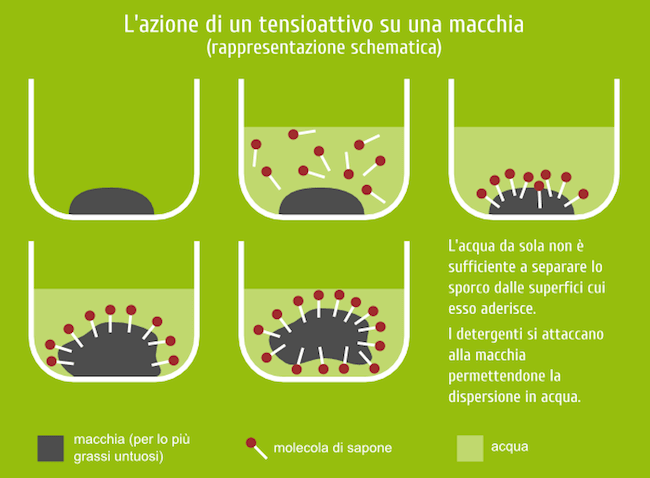 L'azione di un tensioattivo su una macchia
(rappresentazione schematica)
L'acqua da sola non è
sufficiente a separare lo
sporco dalle superfici cui
esso aderisce.
I detergenti si attaccano
alla macchia
permettendone la
dispersione in acqua.
macchia (per lo più
grassi untuosi)
molecola di sapone
acqua